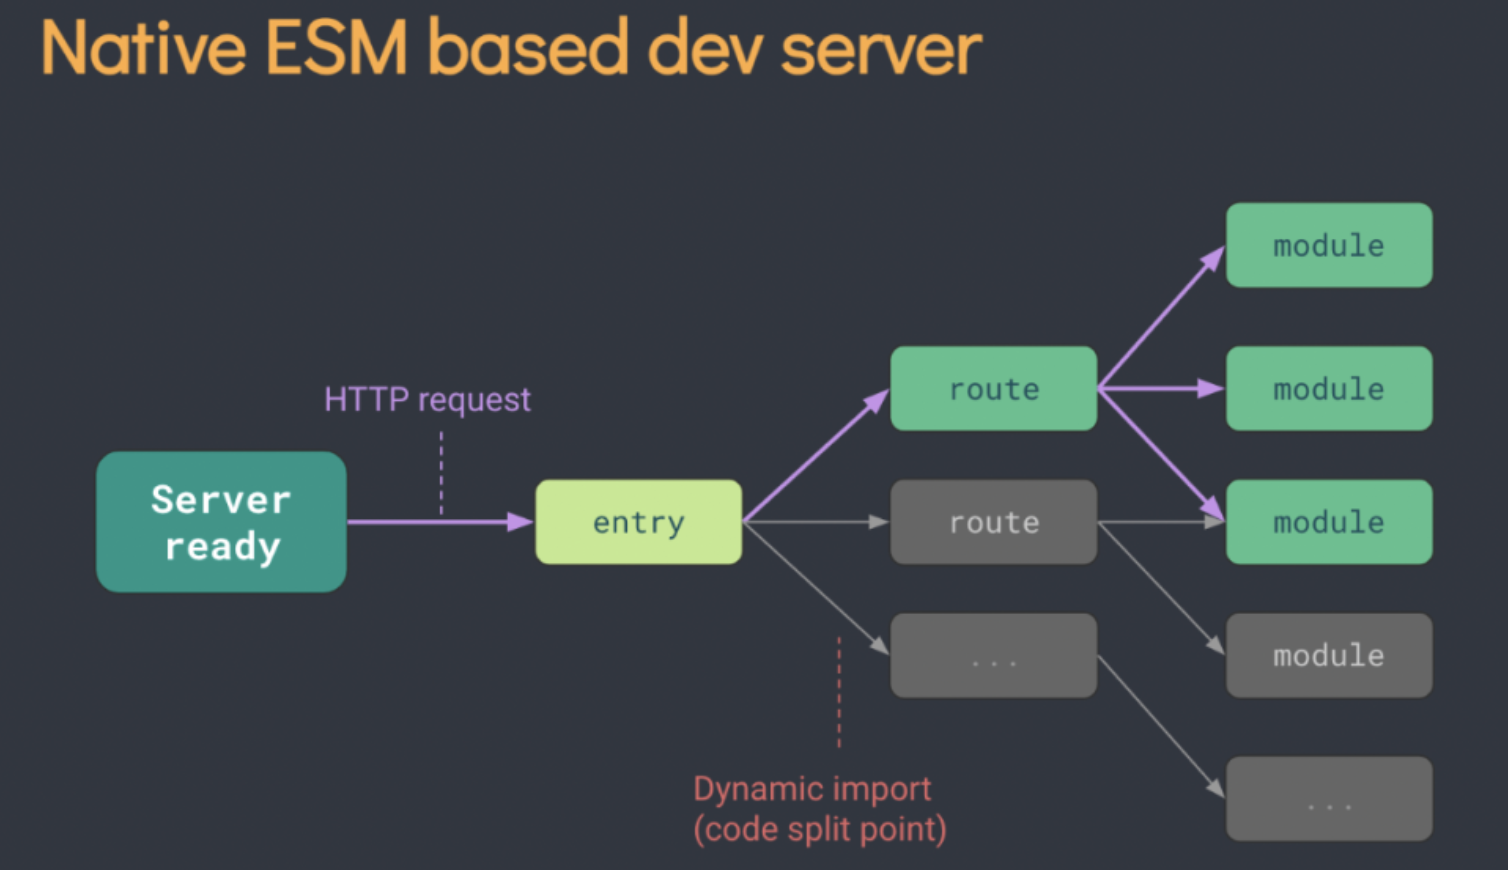 Native ESM based dev server
module
HTTP request
route
module
Server
ready
entry
route
module
...
module
Dynamic import
(code split point)
...